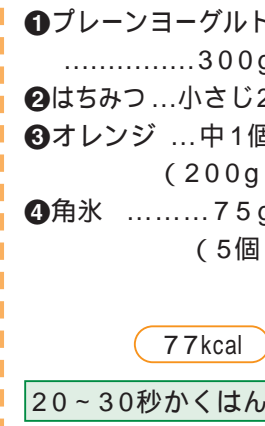 ❶プレーンヨーグルト
……………300g
❷はちみつ…小さじ2
❸オレンジ …中1個
(200g
❹角氷 ………75g
(5個
77kcal
20~30秒かくはん